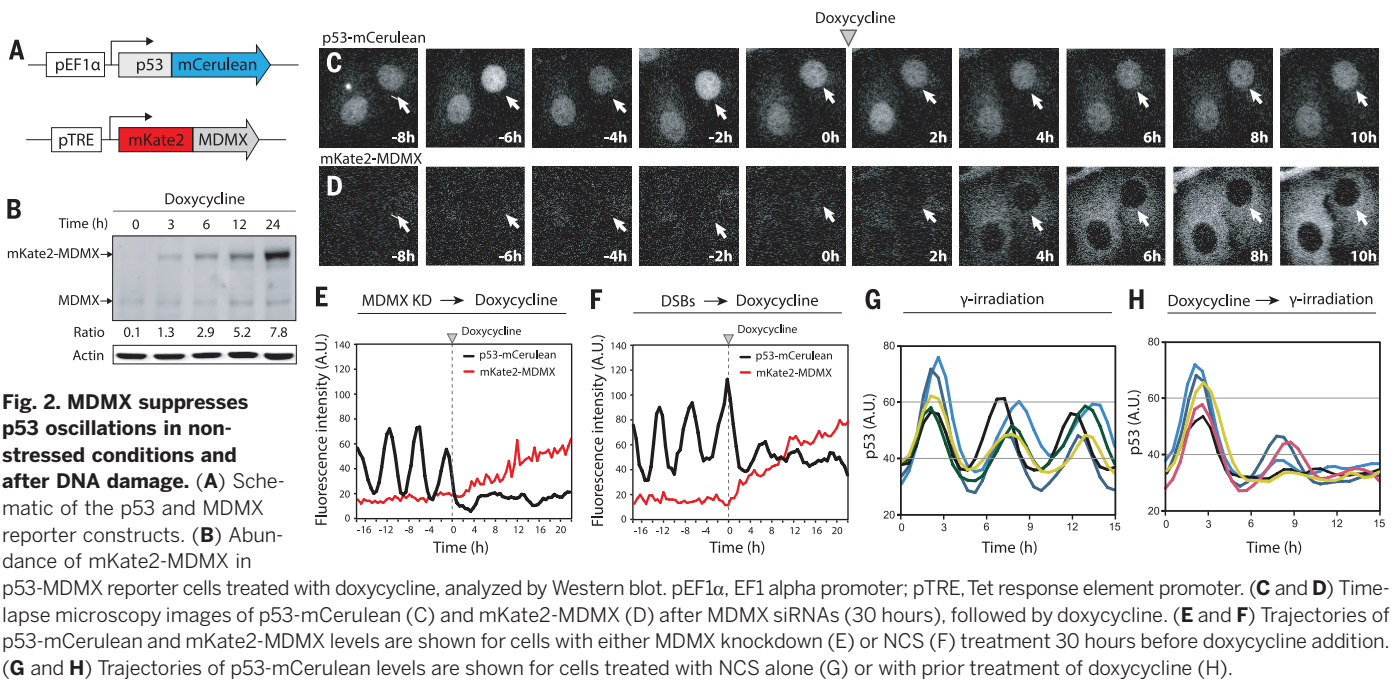 A
pEF1α
p53
mCerulean
pTRE
mKate2
MDMX
B
Doxycycline
Time (h) 0 3 6 12 24
mKate2-MDMX
MDMX
Ratio 0.1 1.3 2.9 5.2 7.8
Actin
Doxycycline
p53-mCerulean
C
-8h -6h -4h -2h 0h 2h 4h 6h 8h 10h
mKate2-MDMX
D
-8h -6h -4h -2h 0h 2h 4h 6h 8h 10h
E
MDMX KD → Doxycycline
Doxycycline
p53-mCerulean
mKate2-MDMX
Fluorescence intensity (A.U.)
140
120
100
80
60
40
20
0
-16 -12 -8 -4 0 4 8 12 16 20
Time (h)
F
DSBs → Doxycycline
Doxycycline
p53-mCerulean
mKate2-MDMX
Fluorescence intensity (A.U.)
140
120
100
80
60
40
20
0
-16 -12 -8 -4 0 4 8 12 16 20
Time (h)
G
γ-irradiation
p53 (A.U.)
80
60
40
20
0 3 6 9 12 15
Time (h)
H
Doxycycline → γ-irradiation
p53 (A.U.)
80
60
40
20
0 3 6 9 12 15
Time (h)
Fig. 2. MDMX suppresses
p53 oscillations in non-
stressed conditions and
after DNA damage. (A) Sche-
matic of the p53 and MDMX
reporter constructs. (B) Abun-
dance of mKate2-MDMX in
p53-MDMX reporter cells treated with doxycycline, analyzed by Western blot. pEF1α, EF1 alpha promoter; pTRE, Tet response element promoter. (C and D) Time-
lapse microscopy images of p53-mCerulean (C) and mKate2-MDMX (D) after MDMX siRNAs (30 hours), followed by doxycycline. (E and F) Trajectories of
p53-mCerulean and mKate2-MDMX levels are shown for cells with either MDMX knockdown (E) or NCS (F) treatment 30 hours before doxycycline addition.
(G and H) Trajectories of p53-mCerulean levels are shown for cells treated with NCS alone (G) or with prior treatment of doxycycline (H).